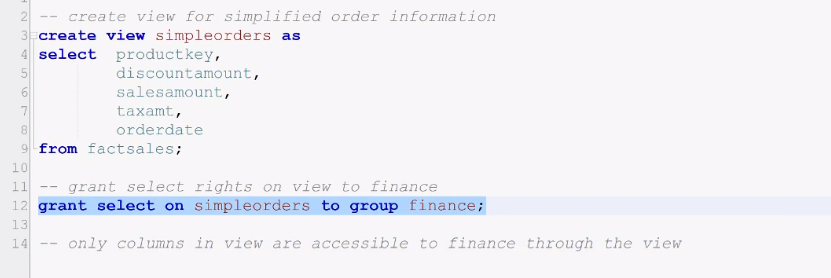 2 -- create view for simplified order information
3 create view simpleorders as
4 select productkey,
5 discountamount,
6 salesamount,
7 taxamt,
8 orderdate
9 from factsales;
10
11 -- grant select rights on view to finance
12 grant select on simpleorders to group finance;
13
14 -- only columns in view are accessible to finance through the view